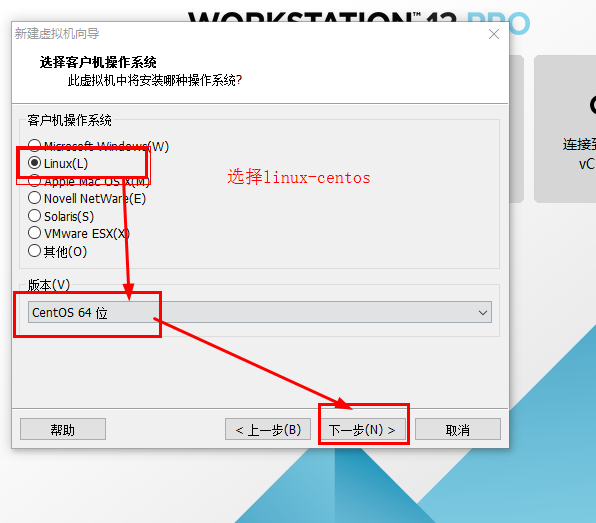 WORKSTATION™ 12 PRO
新建虚拟机向导
选择客户机操作系统
此虚拟机中将安装哪种操作系统?
连接到
vC
客户机操作系统
Microsoft Windows(W)
Linux(L)
选择linux-centos
Apple Mac OS X(M)
Novell NetWare(E)
Solaris(S)
VMware ESX(X)
其他(O)
版本(V)
CentOS 64 位
帮助
< 上一步(B)
下一步(N) >
取消